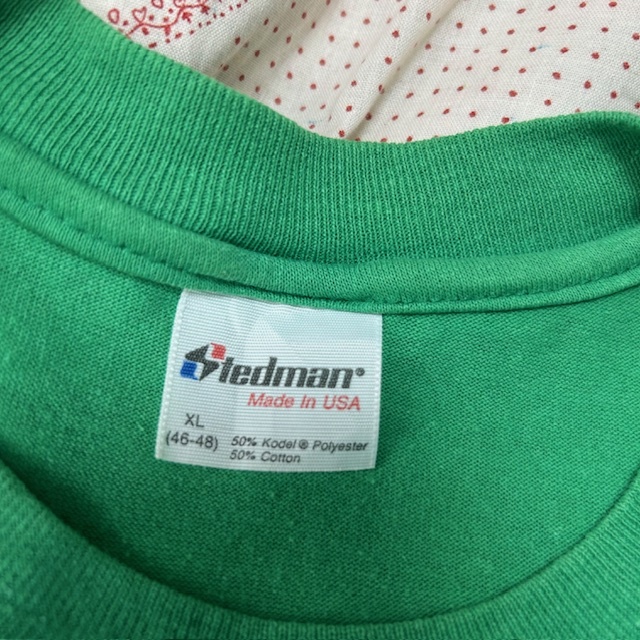 Stedman®
Made In USA
XL
(46-48)
50% Kodel® Polyester
50% Cotton